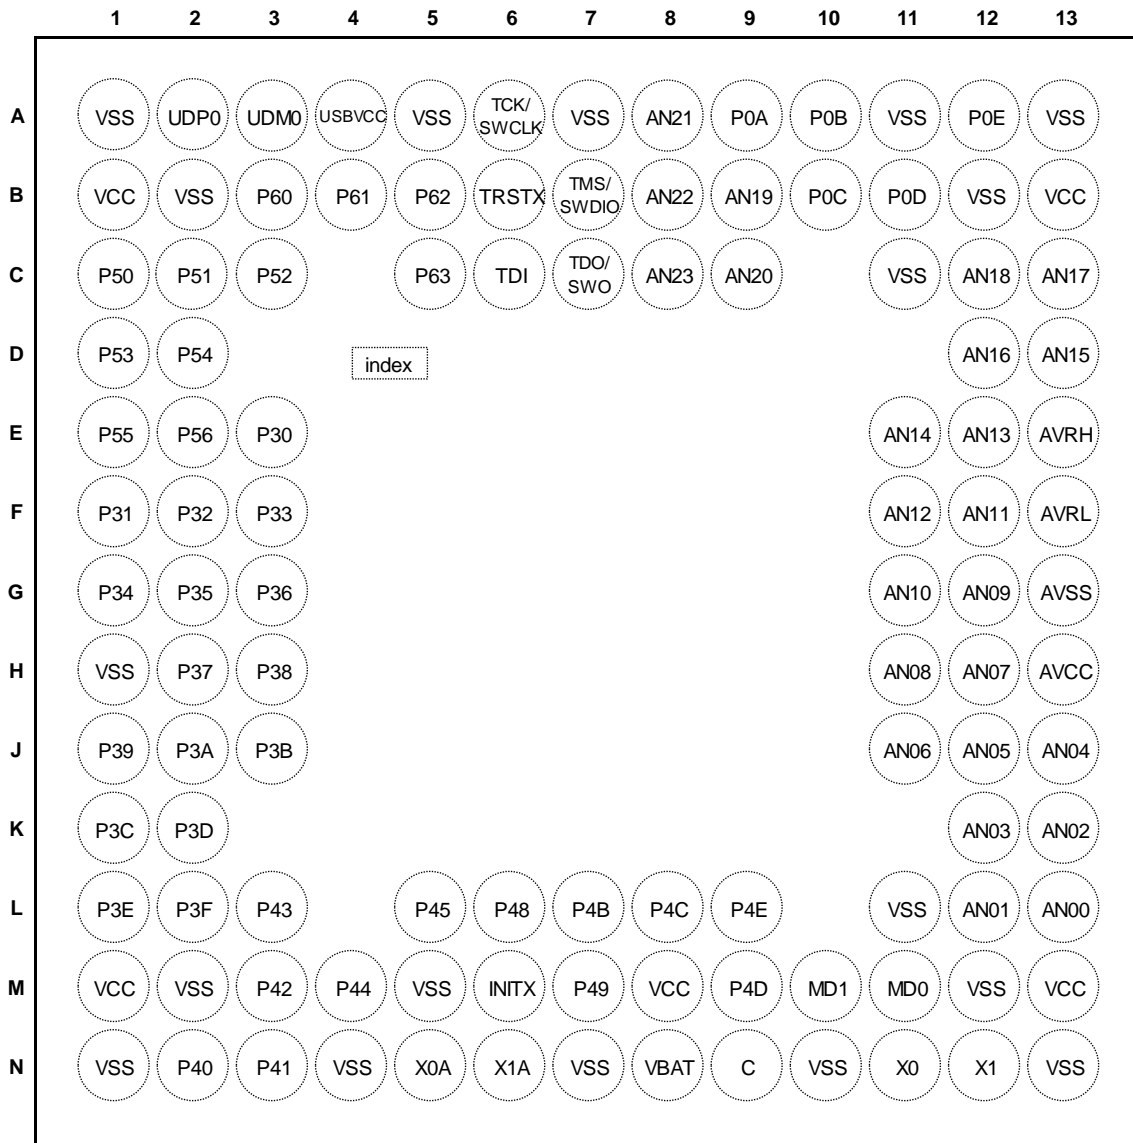 1 2 3 4 5 6 7 8 9 10 11 12 13
A VSS UDP0 UDM0 USBVCC VSS TCK/ SWCLK VSS AN21 P0A P0B VSS P0E VSS
B VCC VSS P60 P61 P62 TRSTX TMS/ SWDIO AN22 AN19 P0C P0D VSS VCC
C P50 P51 P52 P63 TDI TDO/ SWO AN23 AN20 VSS AN18 AN17
D P53 P54 index AN16 AN15
E P55 P56 P30 AN14 AN13 AVRH
F P31 P32 P33 AN12 AN11 AVRL
G P34 P35 P36 AN10 AN09 AVSS
H VSS P37 P38 AN08 AN07 AVCC
J P39 P3A P3B AN06 AN05 AN04
K P3C P3D AN03 AN02
L P3E P3F P43 P45 P48 P4B P4C P4E VSS AN01 AN00
M VCC VSS P42 P44 VSS INITX P49 VCC P4D MD1 MD0 VSS VCC
N VSS P40 P41 VSS X0A X1A VSS VBAT C VSS X0 X1 VSS